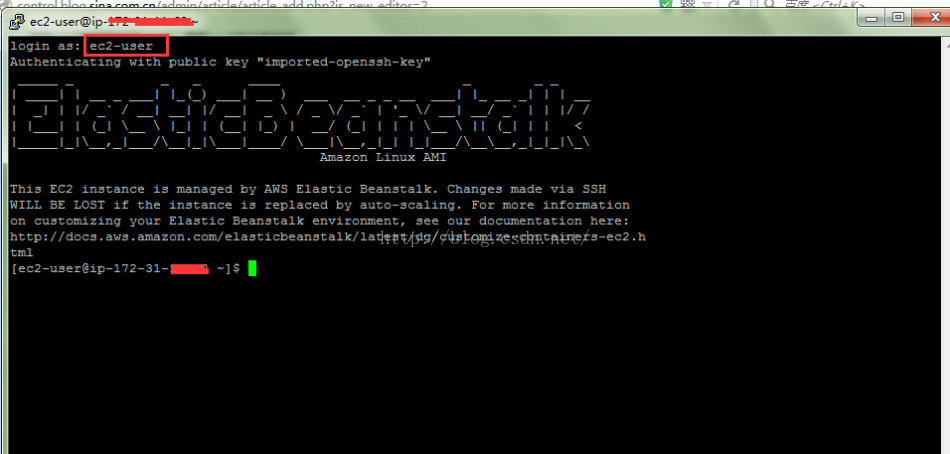 control.blog.sina.com.cn/admin/article/article_add.php?is_new_editor=2
百度 <Ctrl+K>
ec2-user@ip-172- ~
login as: ec2-user
Authenticating with public key "imported-openssh-key"
ElasticBeanstalk
Amazon Linux AMI
This EC2 instance is managed by AWS Elastic Beanstalk. Changes made via SSH
WILL BE LOST if the instance is replaced by auto-scaling. For more information
on customizing your Elastic Beanstalk environment, see our documentation here:
http://docs.aws.amazon.com/elasticbeanstalk/latest/dg/customize-containers-ec2.h
http://blog.csdn.net/
tml
[ec2-user@ip-172-31- ~]$